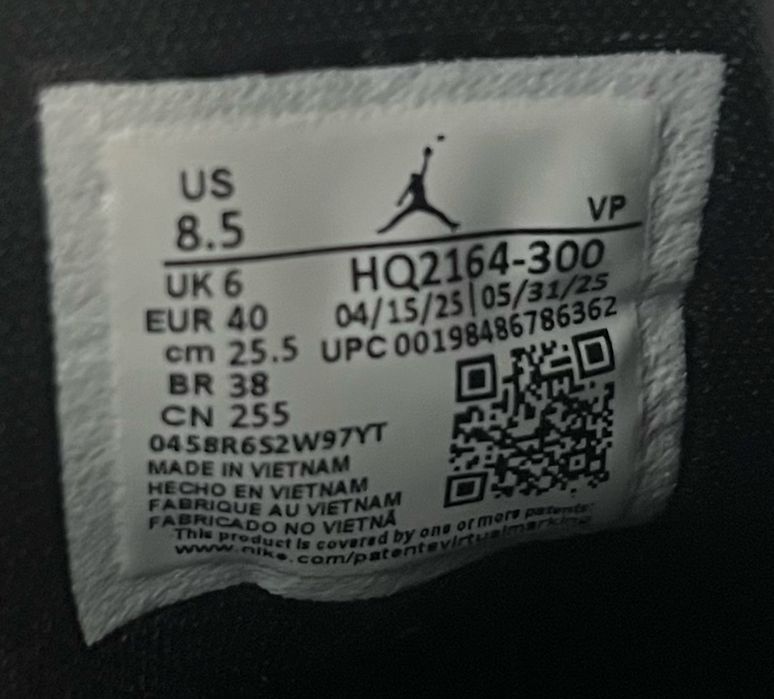 US
8.5
VP
UK 6
HQ2164-300
EUR 40
04/15/25|05/31/25
cm 25.5
UPC 00198486786362
BR 38
CN 255
0458R6S2W97YT
MADE IN VIETNAM
HECHO EN VIETNAM
FABRIQUE AU VIETNAM
FABRICADO NO VIETNÃ
This product is covered by one or more patents:
www.nike.com/patentsvirtualmarking